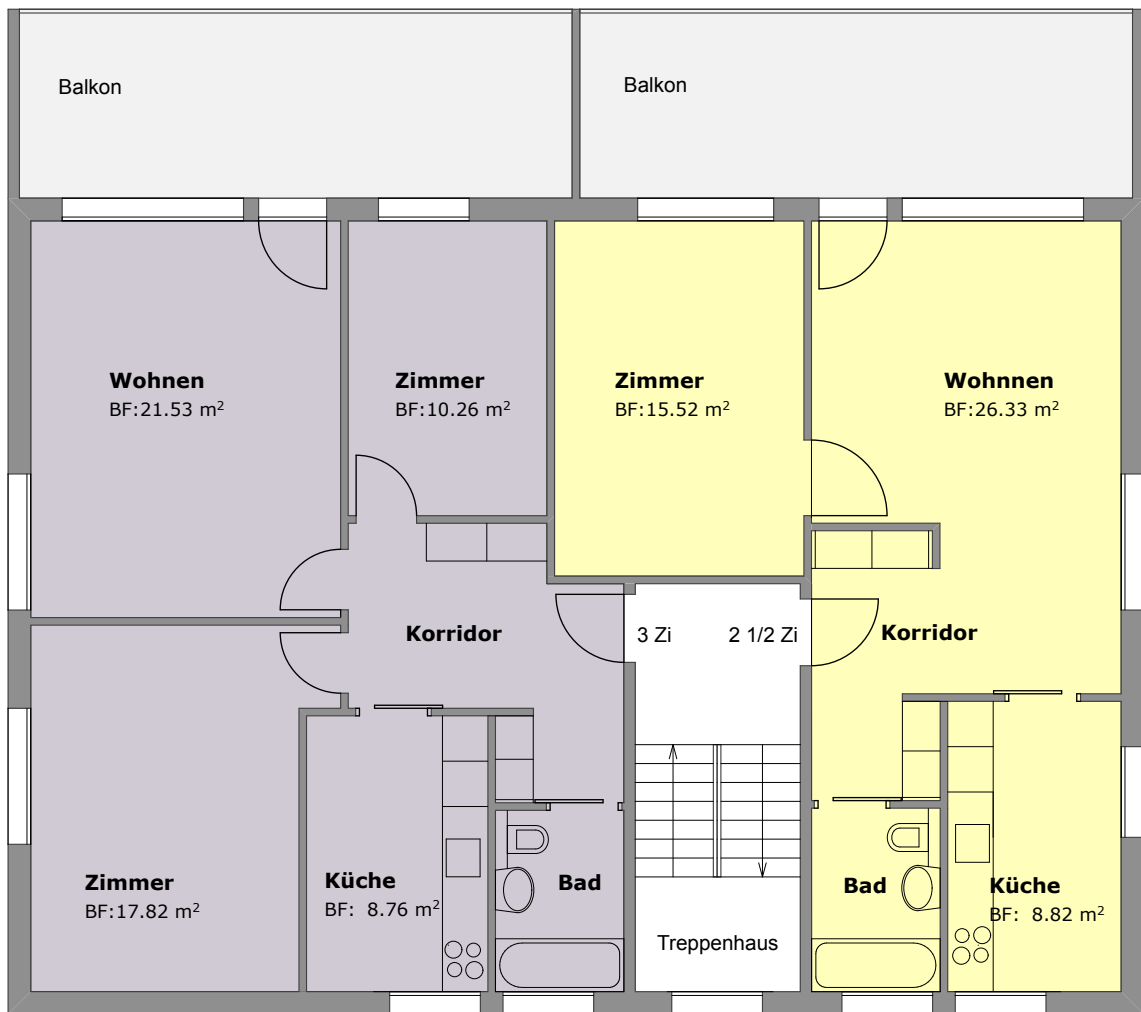 Balkon
Balkon
Wohnen
BF:21.53 m²
Zimmer
BF:10.26 m²
Zimmer
BF:15.52 m²
Wohnnen
BF:26.33 m²
Korridor
3 Zi
2 1/2 Zi
Korridor
Zimmer
BF:17.82 m²
Küche
BF: 8.76 m²
Bad
Treppenhaus
Bad
Küche
BF: 8.82 m²